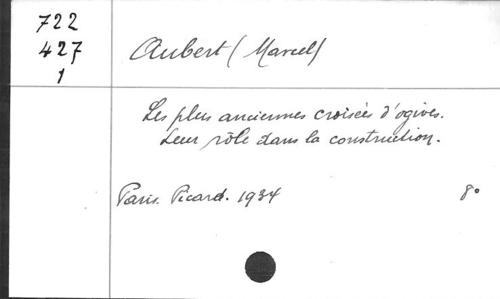 722
427
1
Aubert (Marcel)
Les plus anciennes croisées d'ogives.
Leur rôle dans la construction.
Paris. Picard. 1934 8°